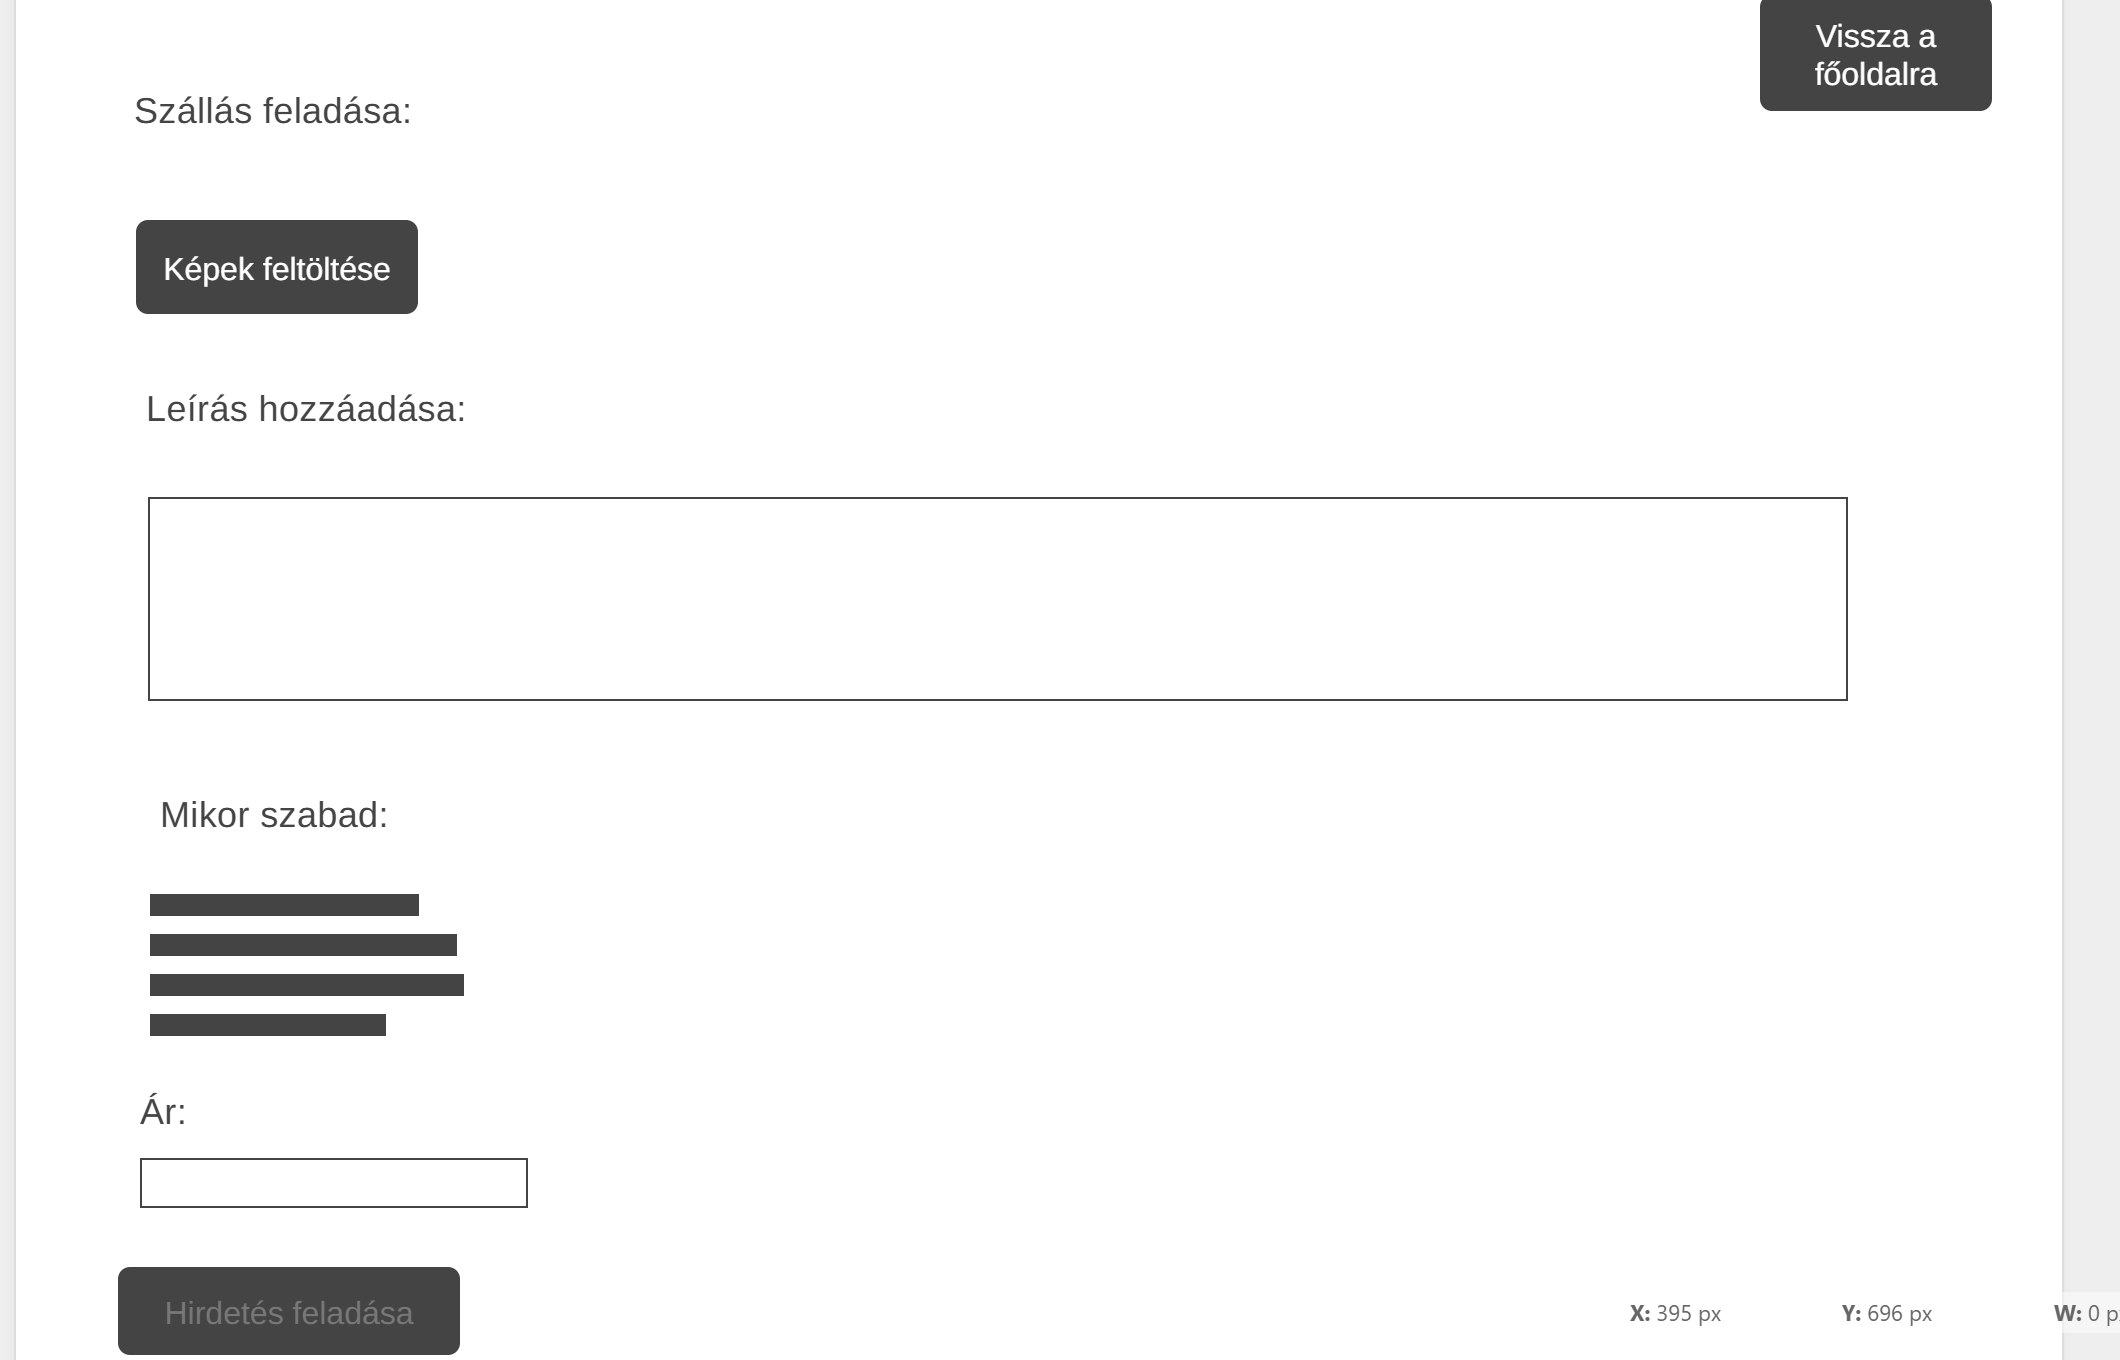 Vissza a
főoldalra
Szállás feladása:
Képek feltöltése
Leírás hozzáadása:
Mikor szabad:
Ár:
Hirdetés feladása
X: 395 px Y: 696 px W: 0